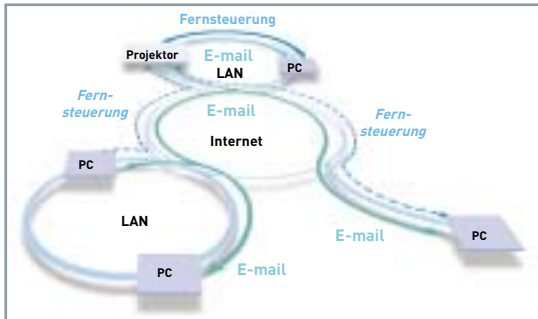 Fernsteuerung
Projektor
E-mail
LAN
PC
E-mail
Fern-
steuerung
Fern-
steuerung
Internet
PC
LAN
E-mail
PC
E-mail
PC